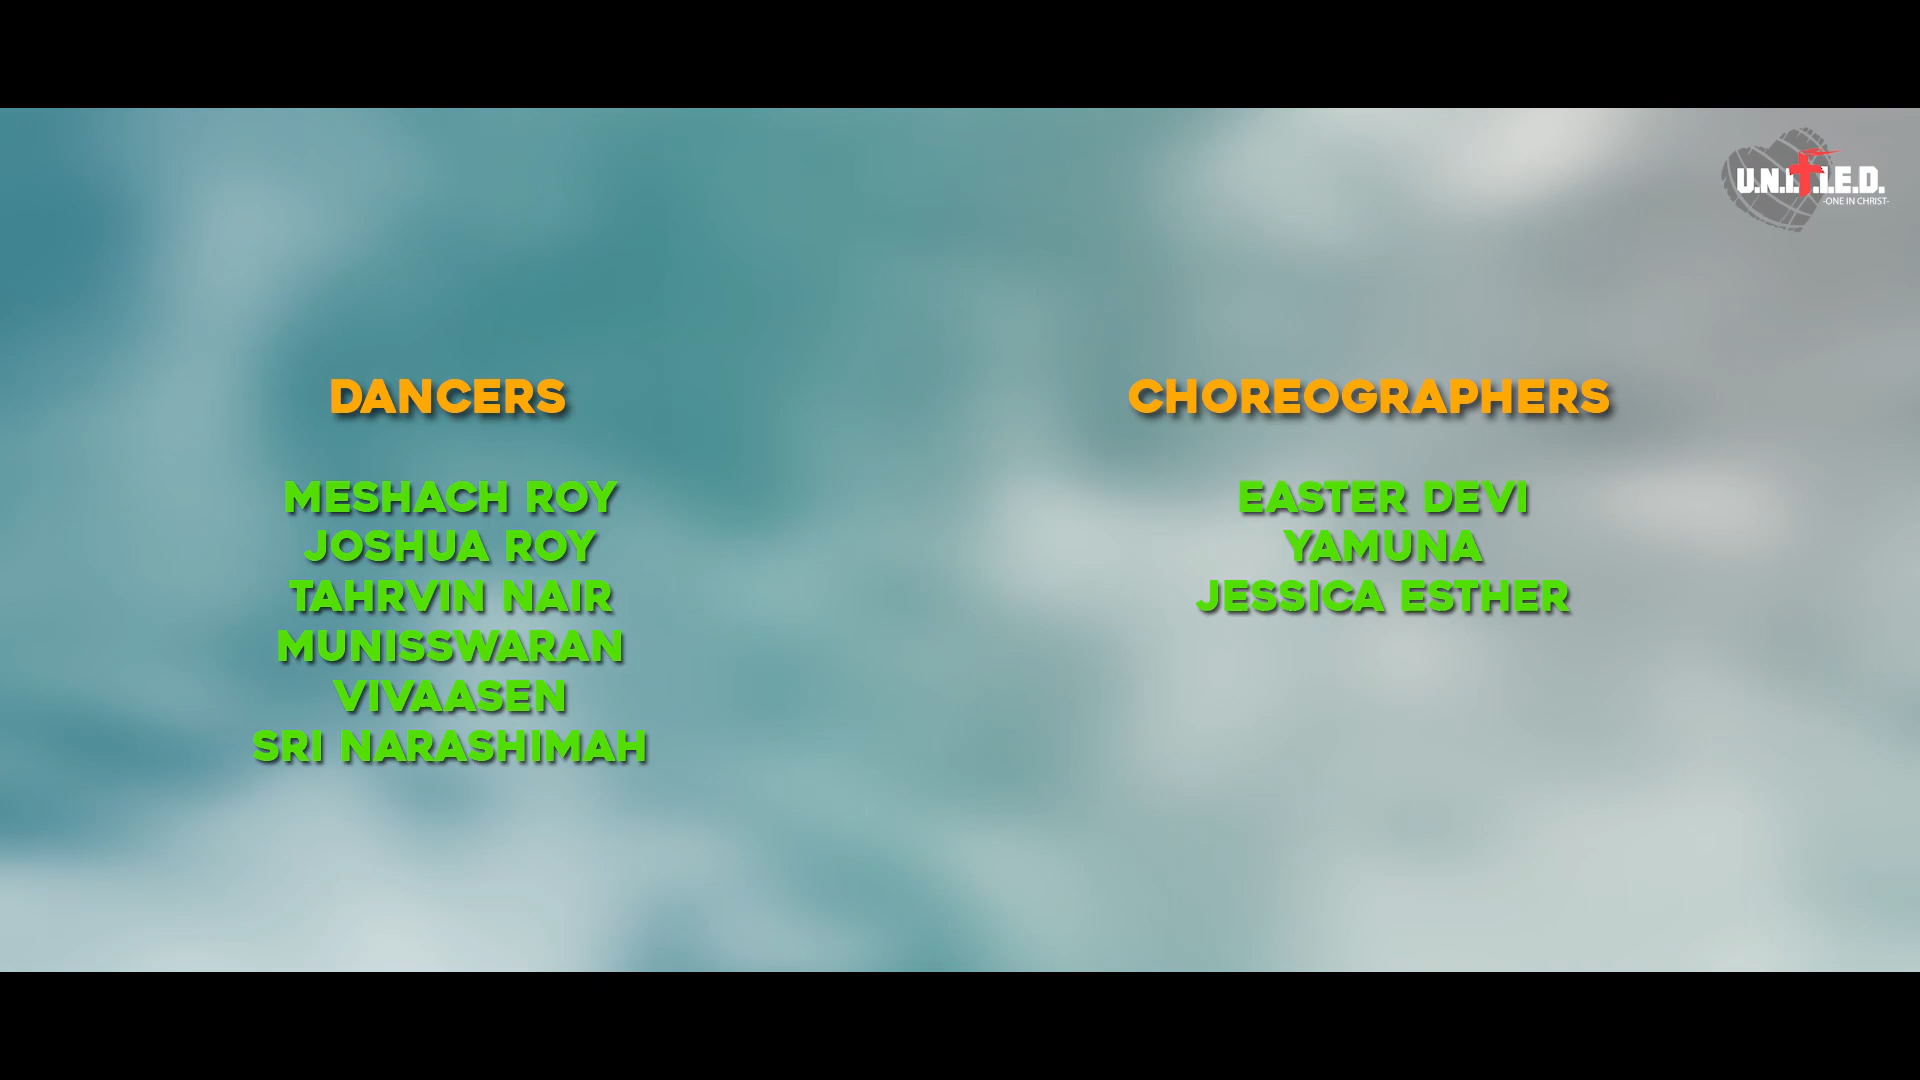 U.N.I.F.I.E.D.
-ONE IN CHRIST-
DANCERS
MESHACH ROY
JOSHUA ROY
TAHRVIN NAIR
MUNISSWARAN
VIVAASEN
SRI NARASHIMAH
CHOREOGRAPHERS
EASTER DEVI
YAMUNA
JESSICA ESTHER